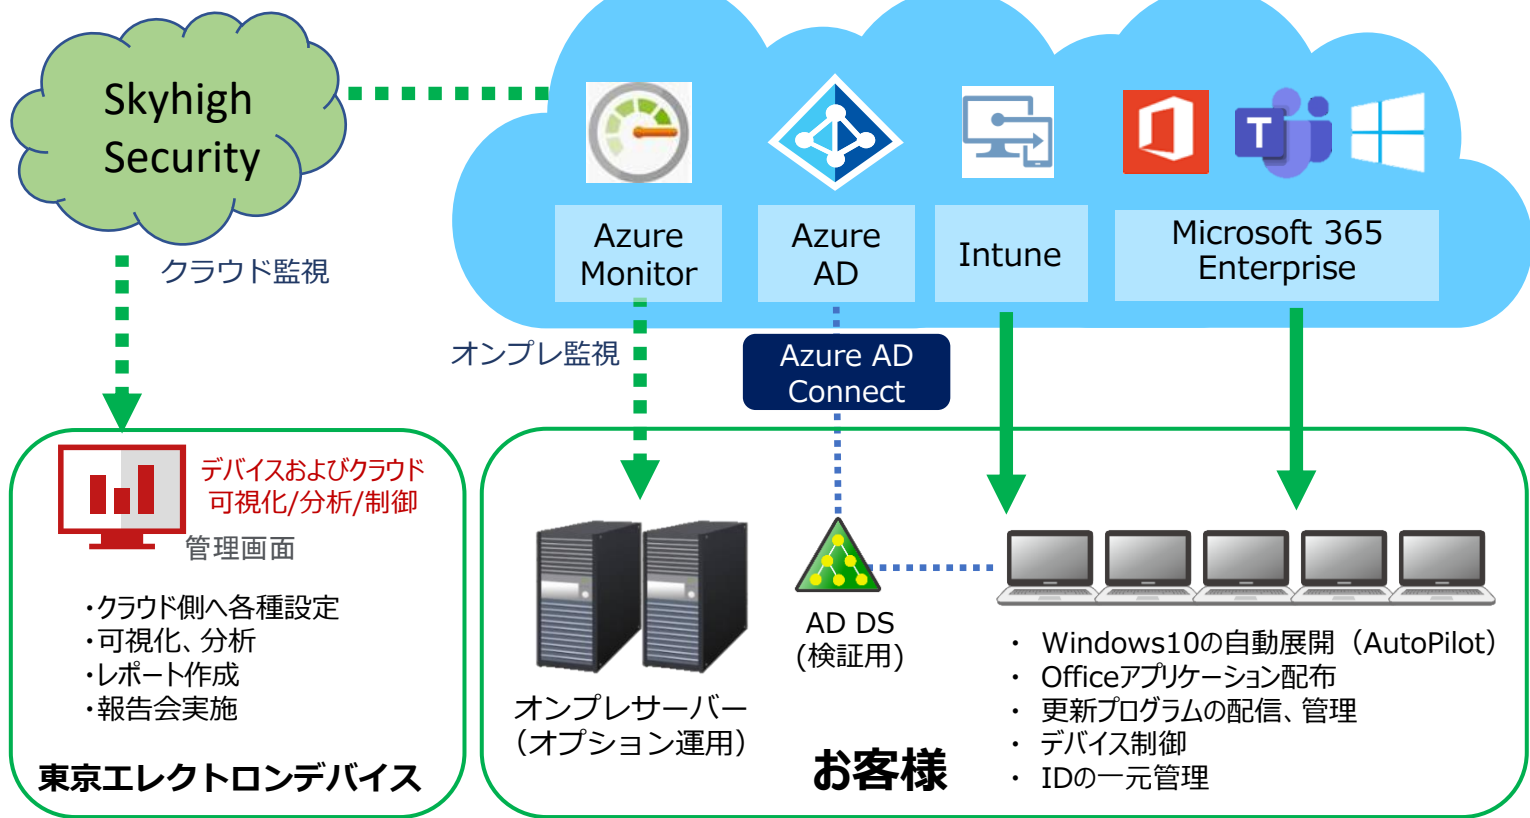 Skyhigh
Security
Azure
Monitor
Azure
AD
Intune
Microsoft 365
Enterprise
クラウド監視
オンプレ監視
Azure AD
Connect
デバイスおよびクラウド
可視化/分析/制御
管理画面
・クラウド側へ各種設定
・可視化、分析
・レポート作成
・報告会実施
東京エレクトロンデバイス
オンプレサーバー
（オプション運用）
AD DS
(検証用)
・ Windows10の自動展開（AutoPilot）
・ Officeアプリケーション配布
・ 更新プログラムの配信、管理
・ デバイス制御
・ IDの一元管理
お客様
T